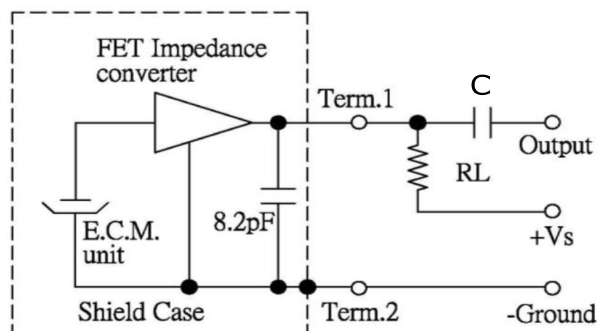 FET Impedance
converter
Term.1
C
Output
RL
8.2pF
E.C.M.
unit
+Vs
Shield Case
Term.2
-Ground